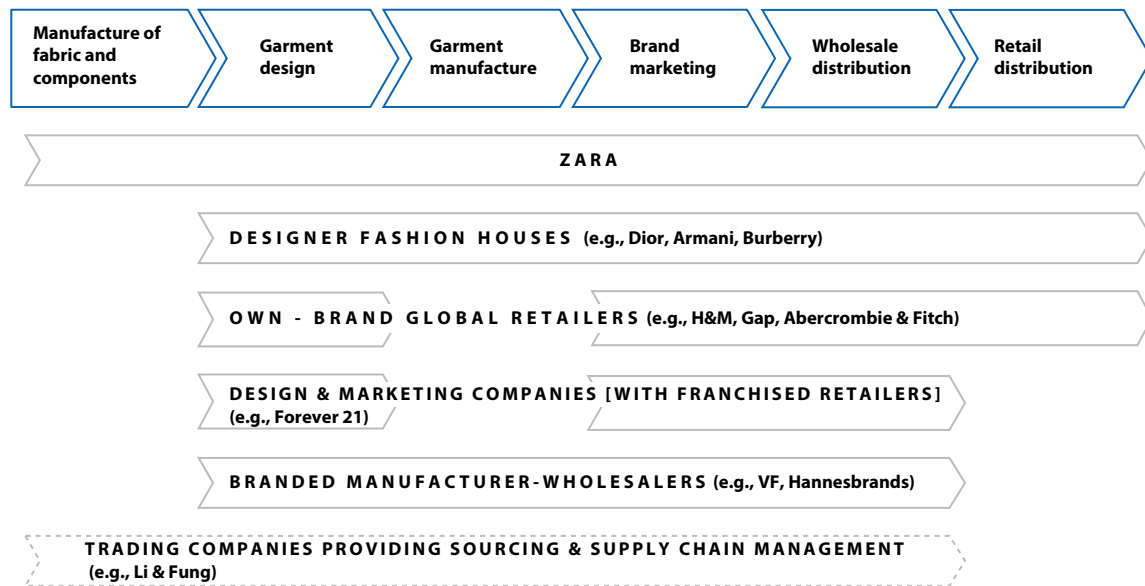 Manufacture of
fabric and
components
Garment
design
Garment
manufacture
Brand
marketing
Wholesale
distribution
Retail
distribution
ZARA
DESIGNER FASHION HOUSES (e.g., Dior, Armani, Burberry)
OWN - BRAND GLOBAL RETAILERS (e.g., H&M, Gap, Abercrombie & Fitch)
DESIGN & MARKETING COMPANIES [WITH FRANCHISED RETAILERS]
(e.g., Forever 21)
BRANDED MANUFACTURER-WHOLESALERS (e.g., VF, Hannesbrands)
TRADING COMPANIES PROVIDING SOURCING & SUPPLY CHAIN MANAGEMENT
(e.g., Li & Fung)